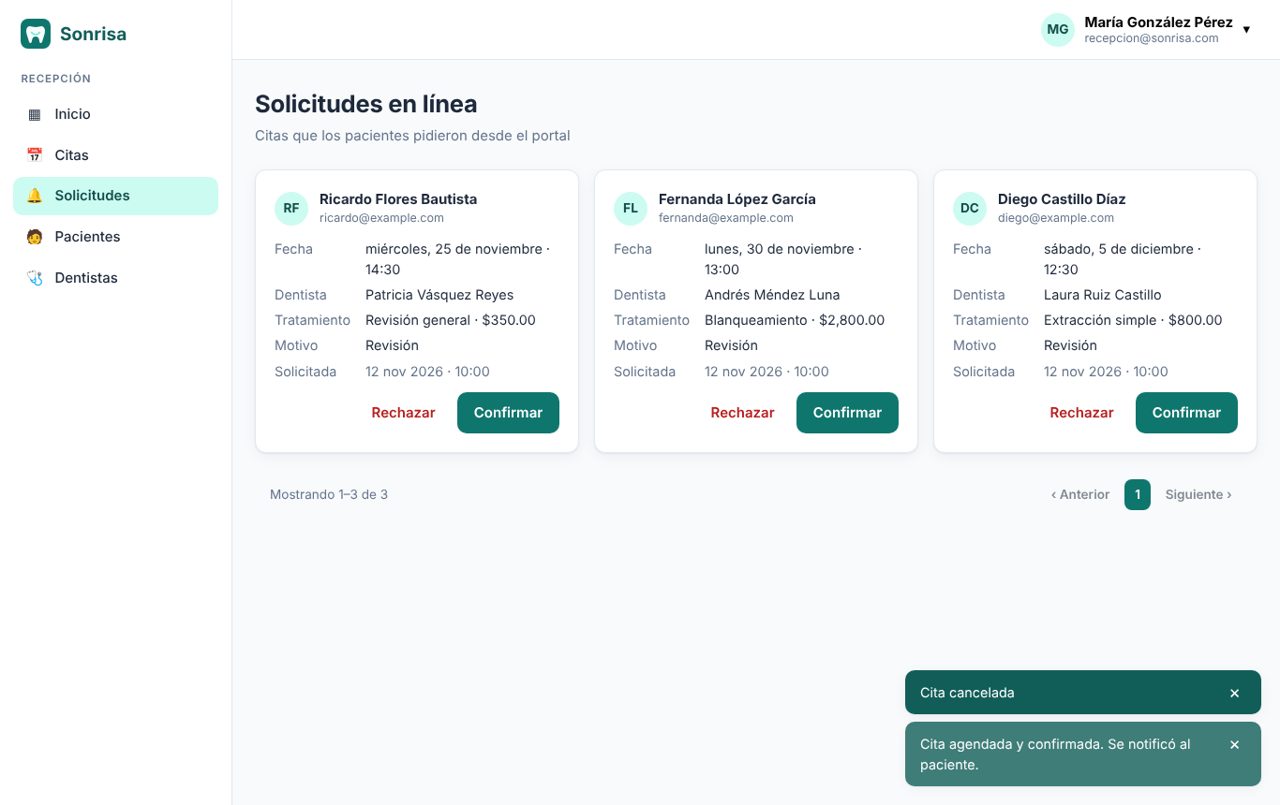 Sonrisa
RECEPCIÓN
Inicio
Citas
Solicitudes
Pacientes
Dentistas
MG
María González Pérez
recepcion@sonrisa.com
▼
Solicitudes en línea
Citas que los pacientes pidieron desde el portal
RF
Ricardo Flores Bautista
ricardo@example.com
Fecha miércoles, 25 de noviembre ·
14:30
Dentista Patricia Vásquez Reyes
Tratamiento Revisión general · $350.00
Motivo Revisión
Solicitada 12 nov 2026 · 10:00
Rechazar Confirmar
FL
Fernanda López García
fernanda@example.com
Fecha lunes, 30 de noviembre ·
13:00
Dentista Andrés Méndez Luna
Tratamiento Blanqueamiento · $2,800.00
Motivo Revisión
Solicitada 12 nov 2026 · 10:00
Rechazar Confirmar
DC
Diego Castillo Díaz
diego@example.com
Fecha sábado, 5 de diciembre ·
12:30
Dentista Laura Ruiz Castillo
Tratamiento Extracción simple · $800.00
Motivo Revisión
Solicitada 12 nov 2026 · 10:00
Rechazar Confirmar
Mostrando 1–3 de 3
‹ Anterior 1 Siguiente ›
Cita cancelada ✕
Cita agendada y confirmada. Se notificó al ✕
paciente.